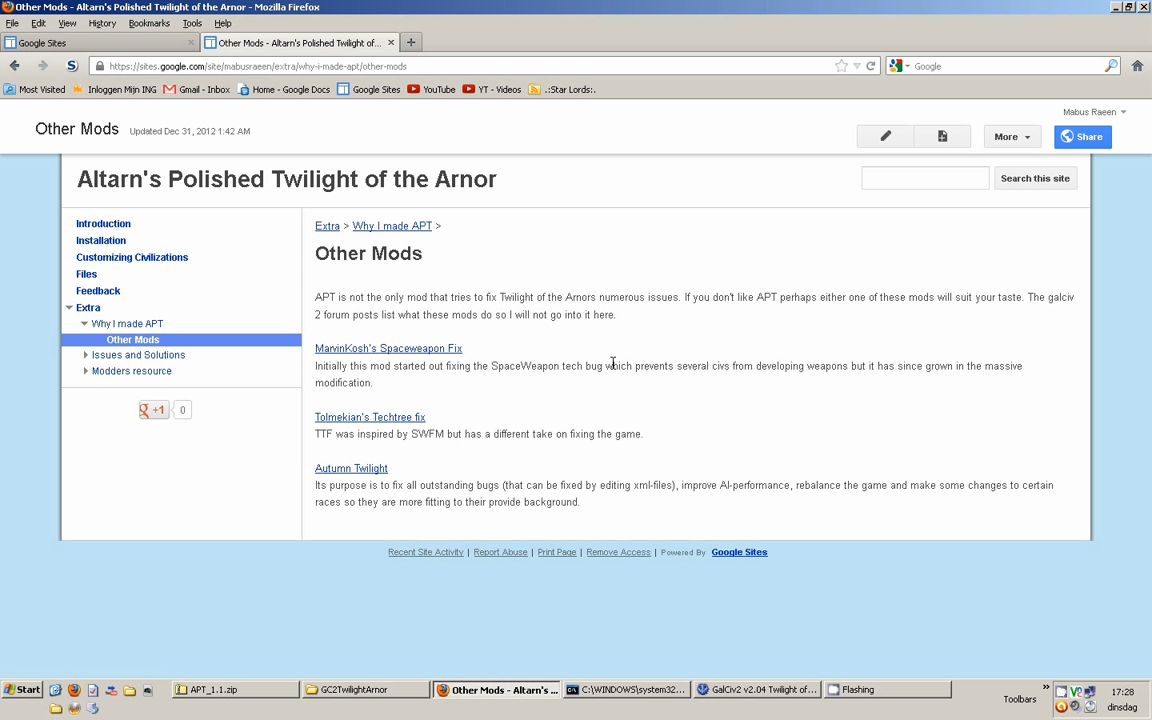 Other Mods - Altarn's Polished Twilight of the Arnor - Mozilla Firefox
File Edit View History Bookmarks Tools Help
Google Sites × Other Mods - Altarn's Polished Twilight of... × +
https://sites.google.com/site/mabusraeen/extra/why-i-made-apt/other-mods Google
Most Visited Inloggen Mijn ING Gmail - Inbox Home - Google Docs Google Sites YouTube YT - Videos .:Star Lords:.
Mabus Raeen
Other Mods Updated Dec 31, 2012 1:42 AM More Share
Altarn's Polished Twilight of the Arnor Search this site
Introduction
Installation
Customizing Civilizations
Files
Feedback
Extra
Why I made APT
Other Mods
Issues and Solutions
Modders resource
+1 0
Extra > Why I made APT >
Other Mods
APT is not the only mod that tries to fix Twilight of the Arnors numerous issues. If you don't like APT perhaps either one of these mods will suit your taste. The galciv
2 forum posts list what these mods do so I will not go into it here.
MarvinKosh's Spaceweapon Fix
Initially this mod started out fixing the SpaceWeapon tech bug which prevents several civs from developing weapons but it has since grown in the massive
modification.
Tolmekian's Techtree fix
TTF was inspired by SWFM but has a different take on fixing the game.
Autumn Twilight
Its purpose is to fix all outstanding bugs (that can be fixed by editing xml-files), improve AI-performance, rebalance the game and make some changes to certain
races so they are more fitting to their provide background.
Recent Site Activity | Report Abuse | Print Page | Remove Access | Powered By Google Sites
Start APT_1.1.zip GC2TwilightArnor Other Mods - Altarn's ... C:\WINDOWS\system32... GalCiv2 v2.04 Twilight of... Flashing Toolbars » 17:28
dinsdag